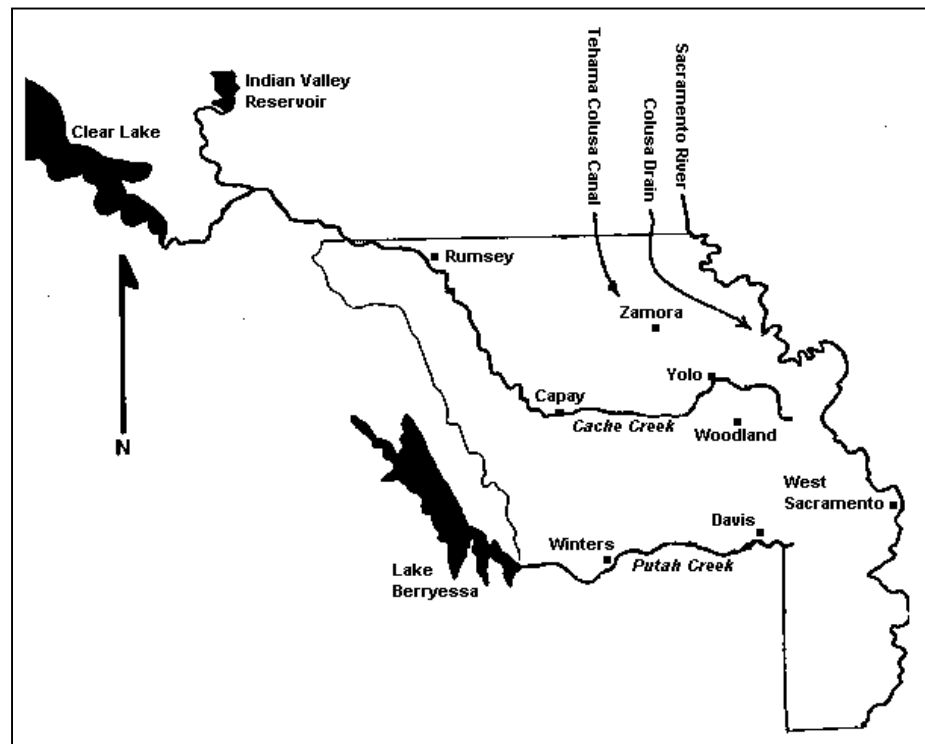 Indian Valley
Reservoir
Clear Lake
Tehama Colusa Canal
Colusa Drain
Sacramento River
Rumsey
Zamora
Yolo
Capay
Cache Creek
Woodland
N
West
Sacramento
Davis
Winters
Putah Creek
Lake
Berryessa